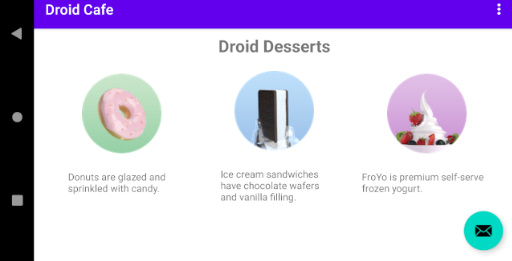 Droid Cafe
Droid Desserts
Donuts are glazed and
sprinkled with candy.
Ice cream sandwiches
have chocolate wafers
and vanilla filling.
FroYo is premium self-serve
frozen yogurt.